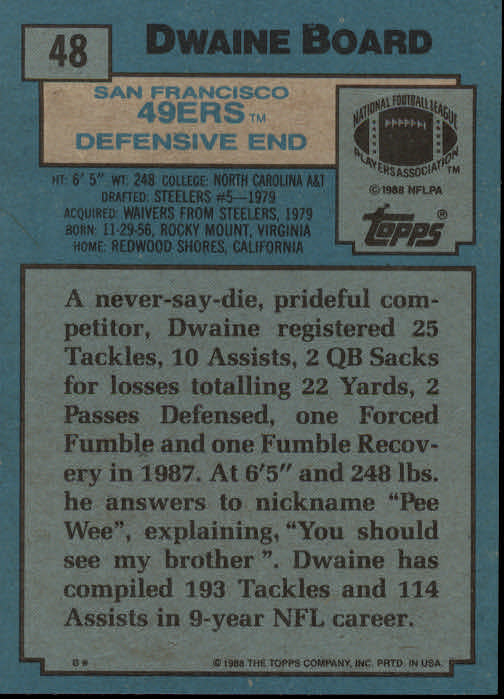 48
DWAINE BOARD
SAN FRANCISCO
49ERS TM
DEFENSIVE END
NATIONAL FOOTBALL LEAGUE
PLAYERS ASSOCIATION TM
© 1988 NFLPA
Topps®
HT: 6' 5" WT: 248 COLLEGE: NORTH CAROLINA A&T
DRAFTED: STEELERS #5—1979
ACQUIRED: WAIVERS FROM STEELERS, 1979
BORN: 11-29-56, ROCKY MOUNT, VIRGINIA
HOME: REDWOOD SHORES, CALIFORNIA
A never-say-die, prideful com-
petitor, Dwaine registered 25
Tackles, 10 Assists, 2 QB Sacks
for losses totalling 22 Yards, 2
Passes Defensed, one Forced
Fumble and one Fumble Recov-
ery in 1987. At 6'5" and 248 lbs.
he answers to nickname "Pee
Wee", explaining, "You should
see my brother ". Dwaine has
compiled 193 Tackles and 114
Assists in 9-year NFL career.
B*
© 1988 THE TOPPS COMPANY, INC. PRTD. IN USA.